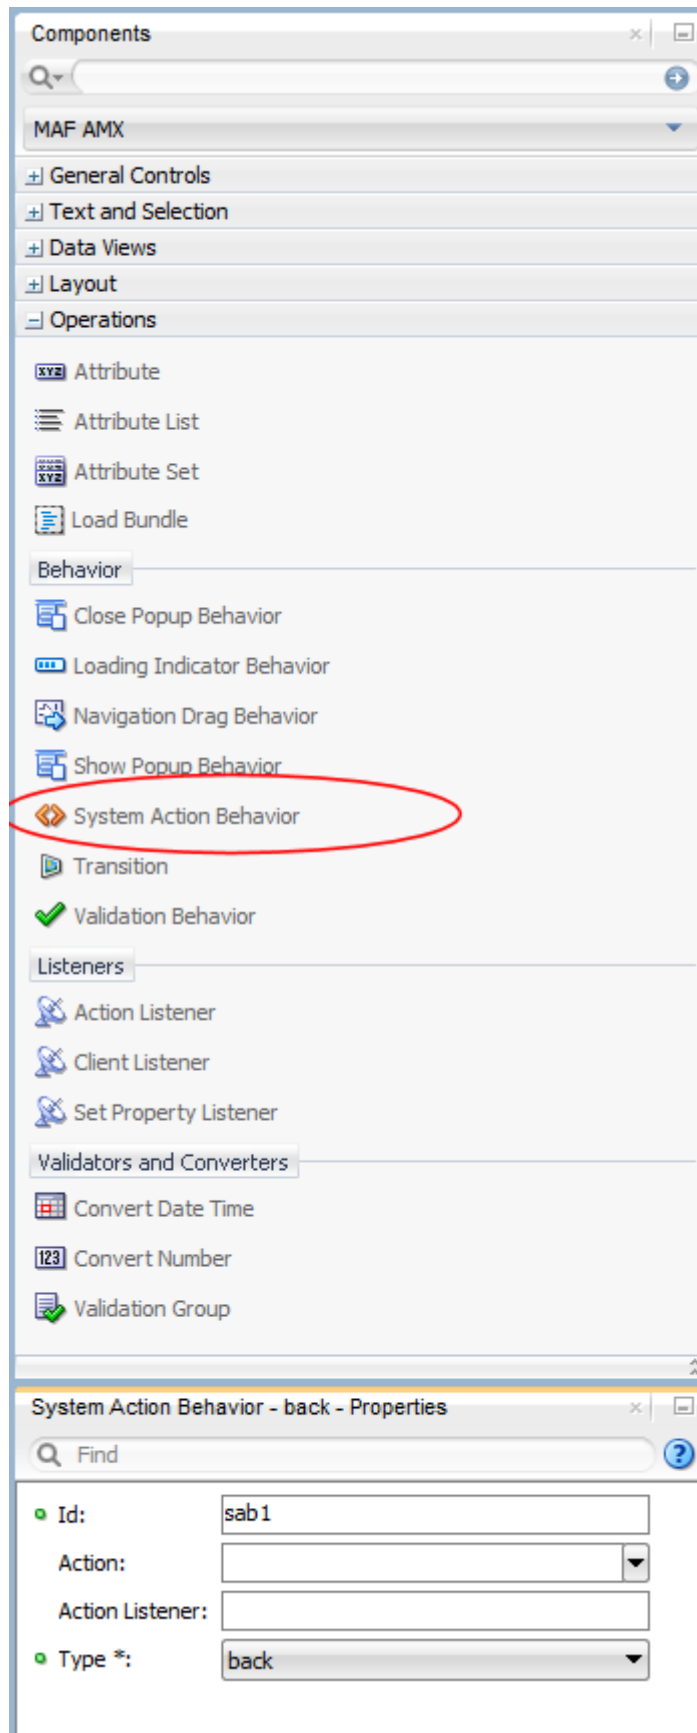 Components
MAF AMX
General Controls
Text and Selection
Data Views
Layout
Operations
XYZ Attribute
Attribute List
XYZ Attribute Set
Load Bundle
Behavior
Close Popup Behavior
Loading Indicator Behavior
Navigation Drag Behavior
Show Popup Behavior
System Action Behavior
Transition
Validation Behavior
Listeners
Action Listener
Client Listener
Set Property Listener
Validators and Converters
Convert Date Time
123 Convert Number
Validation Group
System Action Behavior - back - Properties
Find
Id: sab1
Action:
Action Listener:
Type *: back